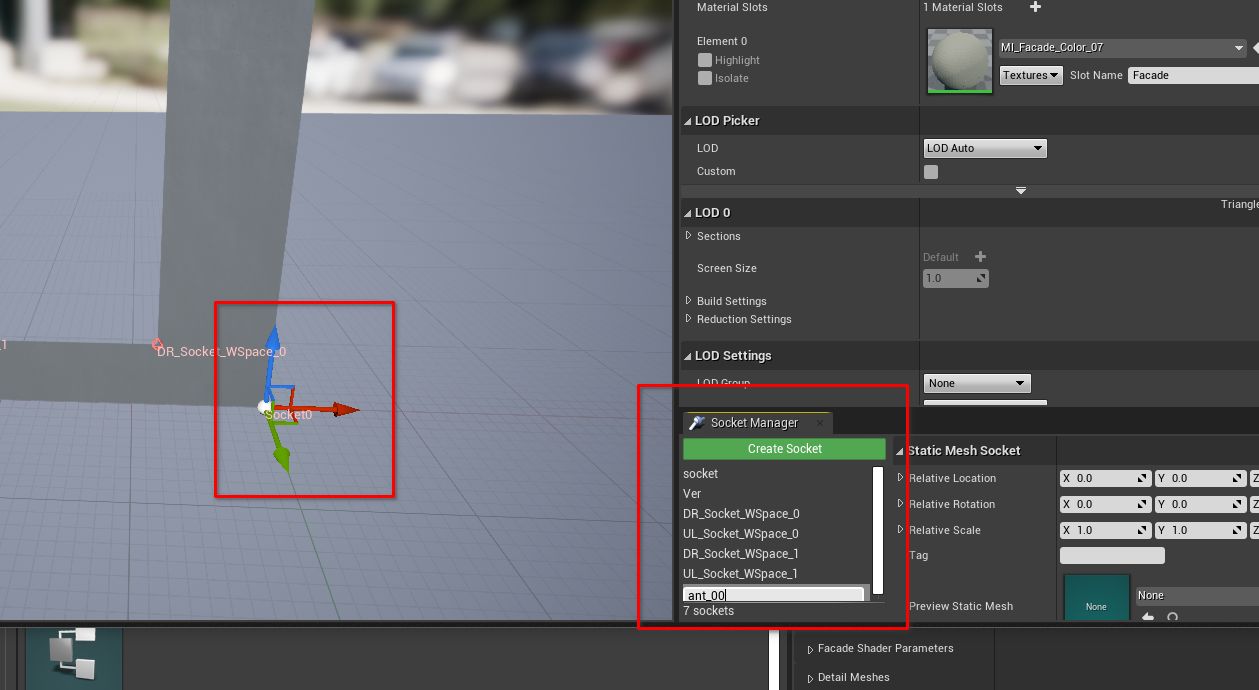 Material Slots
1 Material Slots
Element 0
Highlight
Isolate
MI_Facade_Color_07
Textures
Slot Name
Facade
LOD Picker
LOD
LOD Auto
Custom
LOD 0
Triangle
Sections
Screen Size
Default
1.0
Build Settings
Reduction Settings
LOD Settings
LOD Group
None
_1
DR_Socket_WSpace_0
Socket0
Socket Manager
Create Socket
socket
Ver
DR_Socket_WSpace_0
UL_Socket_WSpace_0
DR_Socket_WSpace_1
UL_Socket_WSpace_1
ant_00
7 sockets
Static Mesh Socket
Relative Location
X 0.0
Y 0.0
Z
Relative Rotation
X 0.0
Y 0.0
Z
Relative Scale
X 1.0
Y 1.0
Z
Tag
Preview Static Mesh
None
None
Facade Shader Parameters
Detail Meshes